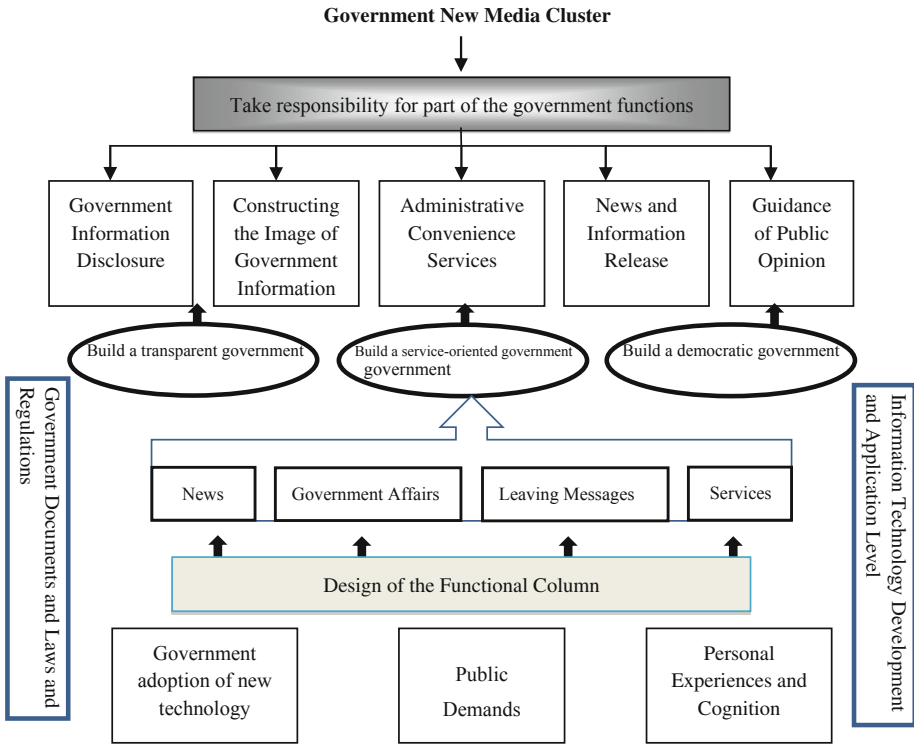 Government New Media Cluster
Take responsibility for part of the government functions
Government
Information
Disclosure
Constructing
the Image of
Government
Information
Administrative
Convenience
Services
News and
Information
Release
Guidance
of Public
Opinion
Build a transparent government
Build a service-oriented government
government
Build a democratic government
Government Documents and Laws and
Regulations
Information Technology Development
and Application Level
News
Government Affairs
Leaving Messages
Services
Design of the Functional Column
Government
adoption of new
technology
Public
Demands
Personal
Experiences and
Cognition